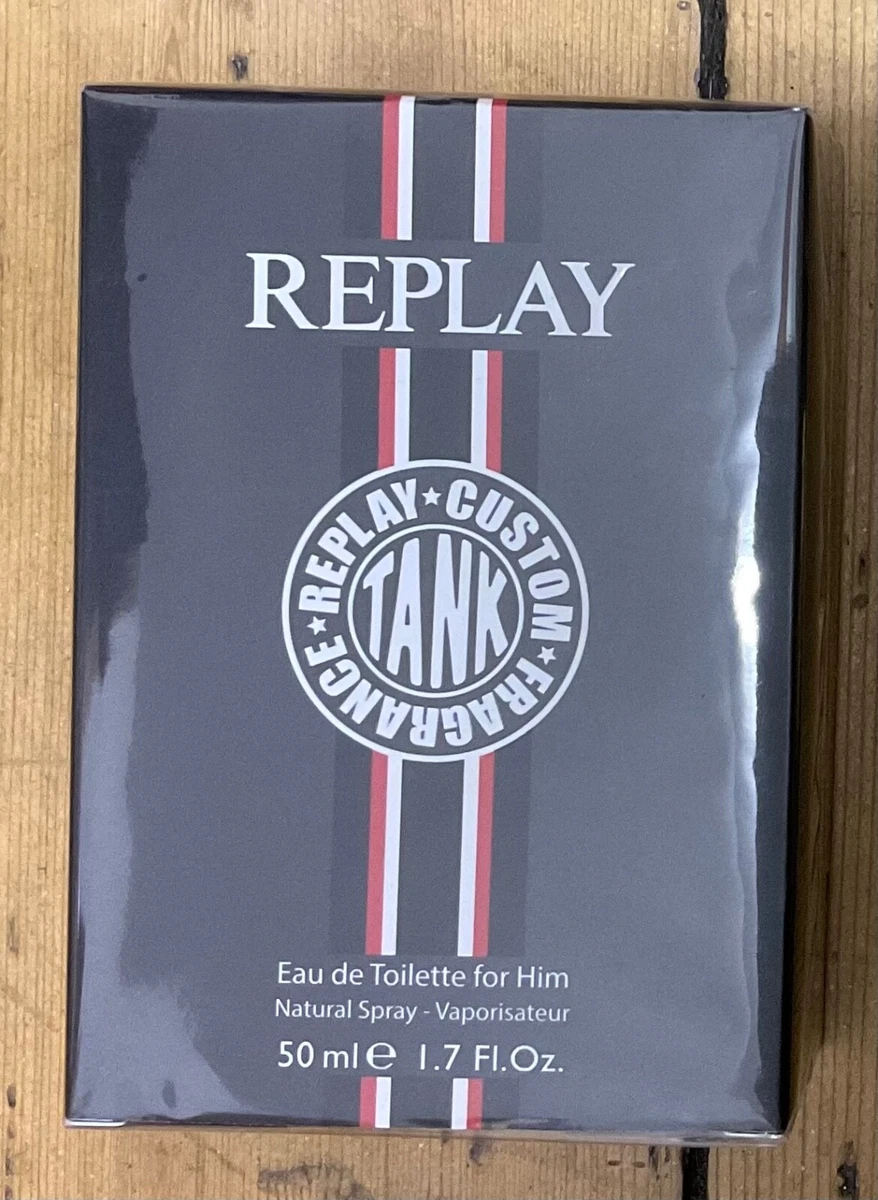 REPLAY
REPLAY★CUSTOM★FRAGRANCE★
TANK
Eau de Toilette for Him
Natural Spray - Vaporisateur
50 ml ℮ 1.7 Fl.Oz.